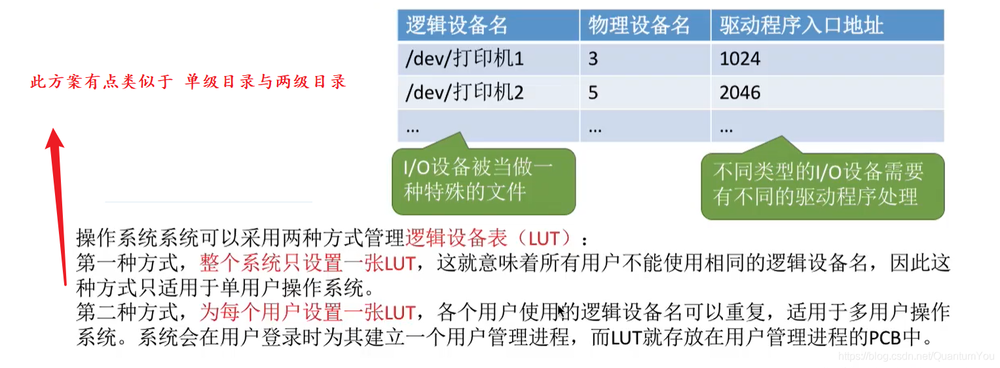 逻辑设备名 物理设备名 驱动程序入口地址
/dev/打印机1 3 1024
/dev/打印机2 5 2046
... ... ...
此方案有点类似于 单级目录与两级目录
I/O设备被当做一
种特殊的文件
不同类型的I/O设备需要
有不同的驱动程序处理
操作系统系统可以采用两种方式管理逻辑设备表（LUT）:
第一种方式，整个系统只设置一张LUT，这就意味着所有用户不能使用相同的逻辑设备名，因此这
种方式只适用于单用户操作系统。
第二种方式，为每个用户设置一张LUT，各个用户使用的逻辑设备名可以重复，适用于多用户操作
系统。系统会在用户登录时为其建立一个用户管理进程，而LUT就存放在用户管理进程的PCB中。
https://blog.csdn.net/QuantumYou